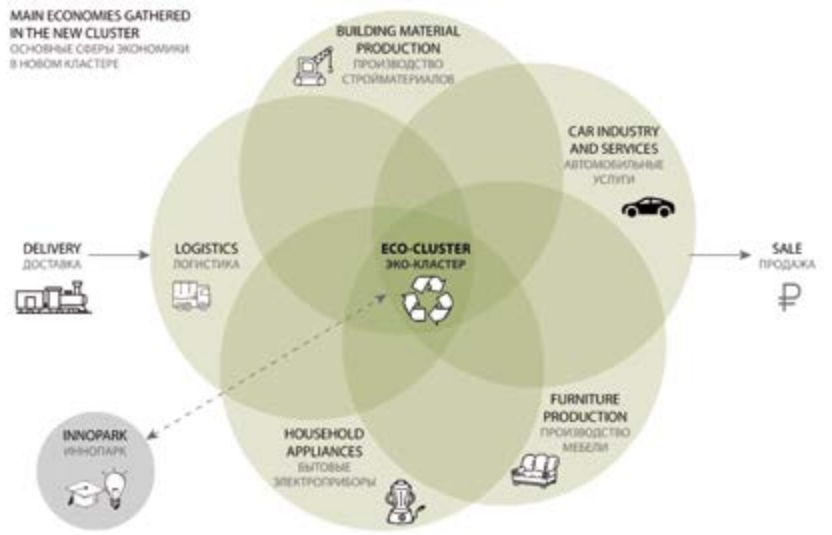 MAIN ECONOMIES GATHERED
IN THE NEW CLUSTER
ОСНОВНЫЕ СФЕРЫ ЭКОНОМИКИ
В НОВОМ КЛАСТЕРЕ
BUILDING MATERIAL
PRODUCTION
ПРОИЗВОДСТВО
СТРОЙМАТЕРИАЛОВ
CAR INDUSTRY
AND SERVICES
АВТОМОБИЛЬНЫЕ
УСЛУГИ
DELIVERY
ДОСТАВКА
LOGISTICS
ЛОГИСТИКА
ECO-CLUSTER
ЭКО-КЛАСТЕР
SALE
ПРОДАЖА
₽
FURNITURE
PRODUCTION
ПРОИЗВОДСТВО
МЕБЕЛИ
INNOPARK
ИННОПАРК
HOUSEHOLD
APPLIANCES
БЫТОВЫЕ
ЭЛЕКТРОПРИБОРЫ